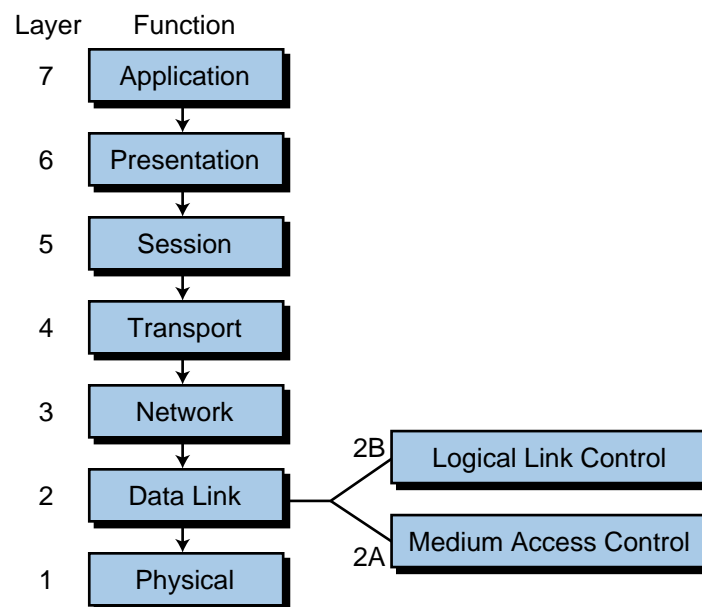 Layer Function
7 Application
6 Presentation
5 Session
4 Transport
3 Network
2B Logical Link Control
2 Data Link
2A Medium Access Control
1 Physical